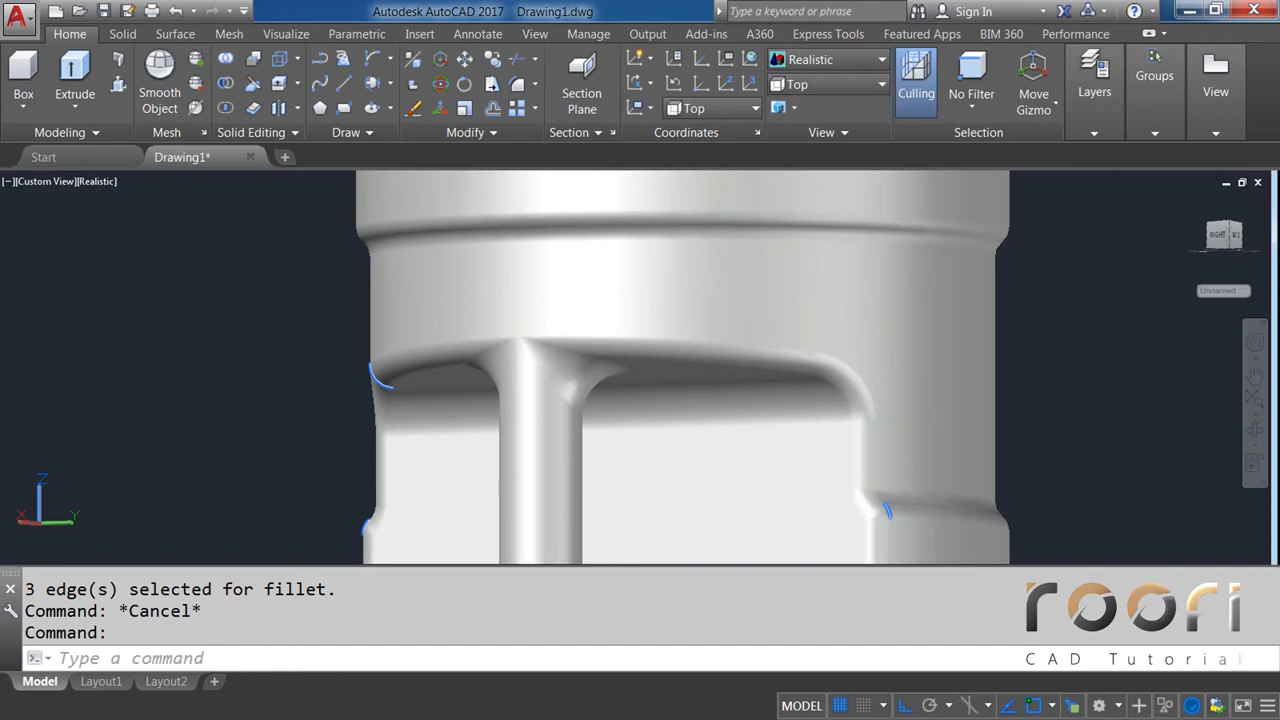 Autodesk AutoCAD 2017 Drawing1.dwg
Type a keyword or phrase
Sign In
Home Solid Surface Mesh Visualize Parametric Insert Annotate View Manage Output Add-ins A360 Express Tools Featured Apps BIM 360 Performance
Box
Extrude
Smooth
Object
Section
Plane
Top
Realistic
Top
Culling
No Filter
Move
Gizmo
Layers
Groups
View
Modeling
Mesh
Solid Editing
Draw
Modify
Section
Coordinates
View
Selection
Start
Drawing1*
[−][Custom View][Realistic]
RIGHT
Unnamed
Z
X
Y
3 edge(s) selected for fillet.
Command: *Cancel*
Command:
Type a command
roori
CAD Tutorial
Model
Layout1
Layout2
MODEL